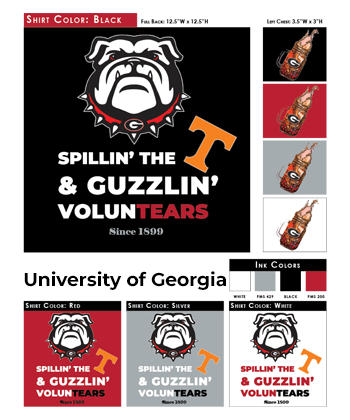 SHIRT COLOR: BLACK
FULL BACK: 12.5"W x 12.5"H
LEFT CHEST: 3.5"W x 3"H
G
T
SPILLIN' THE
& GUZZLIN'
VOLUNTEARS
Since 1899
University of Georgia
INK COLORS
WHITE
PMS 429
BLACK
PMS 200
SHIRT COLOR: RED
SHIRT COLOR: SILVER
SHIRT COLOR: WHITE
G
T
SPILLIN' THE
& GUZZLIN'
VOLUNTEARS
Since 1899
G
T
SPILLIN' THE
& GUZZLIN'
VOLUNTEARS
Since 1899
G
T
SPILLIN' THE
& GUZZLIN'
VOLUNTEARS
Since 1899